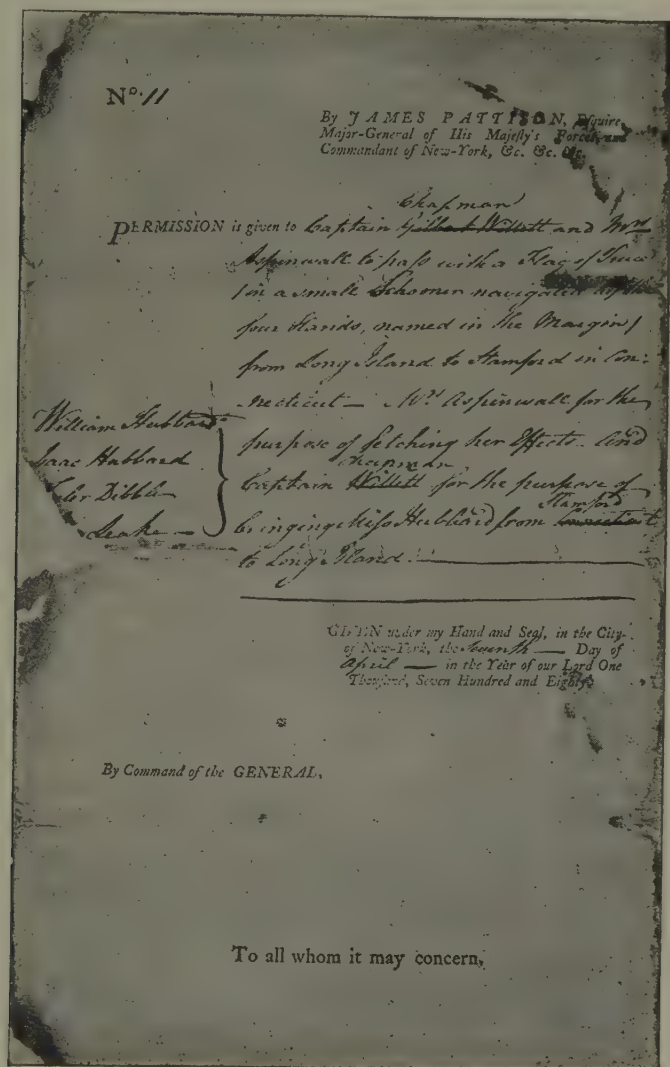 Nº. 11
By JAMES PATTISON, Esquire,
Major-General of His Majesty's Forces, and
Commandant of New-York, &c. &c. &c.
Chapman
PERMISSION is given to Captain Gilbert Willett and Mrs
Aspinwall to pass with a Flag of Truce
(in a small Schooner navigated by the
four Hands, named in the Margin)
from Long Island to Stamford in Con:
necticut — Mrs Aspinwall for the
purpose of fetching her Effects. And
chapman
Captain Willett for the purpose of
Stamford
bringing Miss Hubbard from
to Long Island.
William Hubbard
Isaac Hubbard
Dibble
Leake
GIVEN under my Hand and Seal, in the City
of New-York, the Seventh — Day of
April — in the Year of our Lord One
Thousand, Seven Hundred and Eighty.
By Command of the GENERAL,
To all whom it may concern,